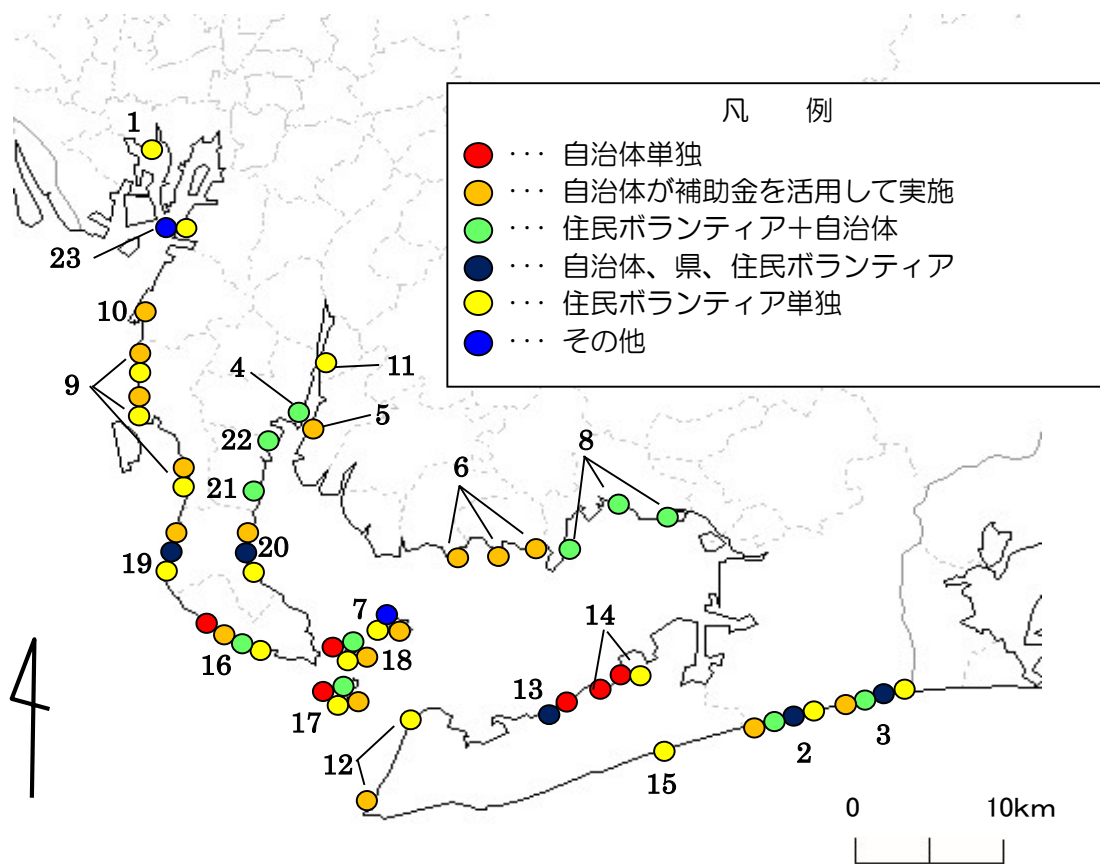 凡 例
… 自治体単独
… 自治体が補助金を活用して実施
… 住民ボランティア＋自治体
… 自治体、県、住民ボランティア
… 住民ボランティア単独
… その他
1
23
10
9
4
11
5
22
6
8
21
19
20
7
14
16
18
13
17
12
2
3
15
0 10km